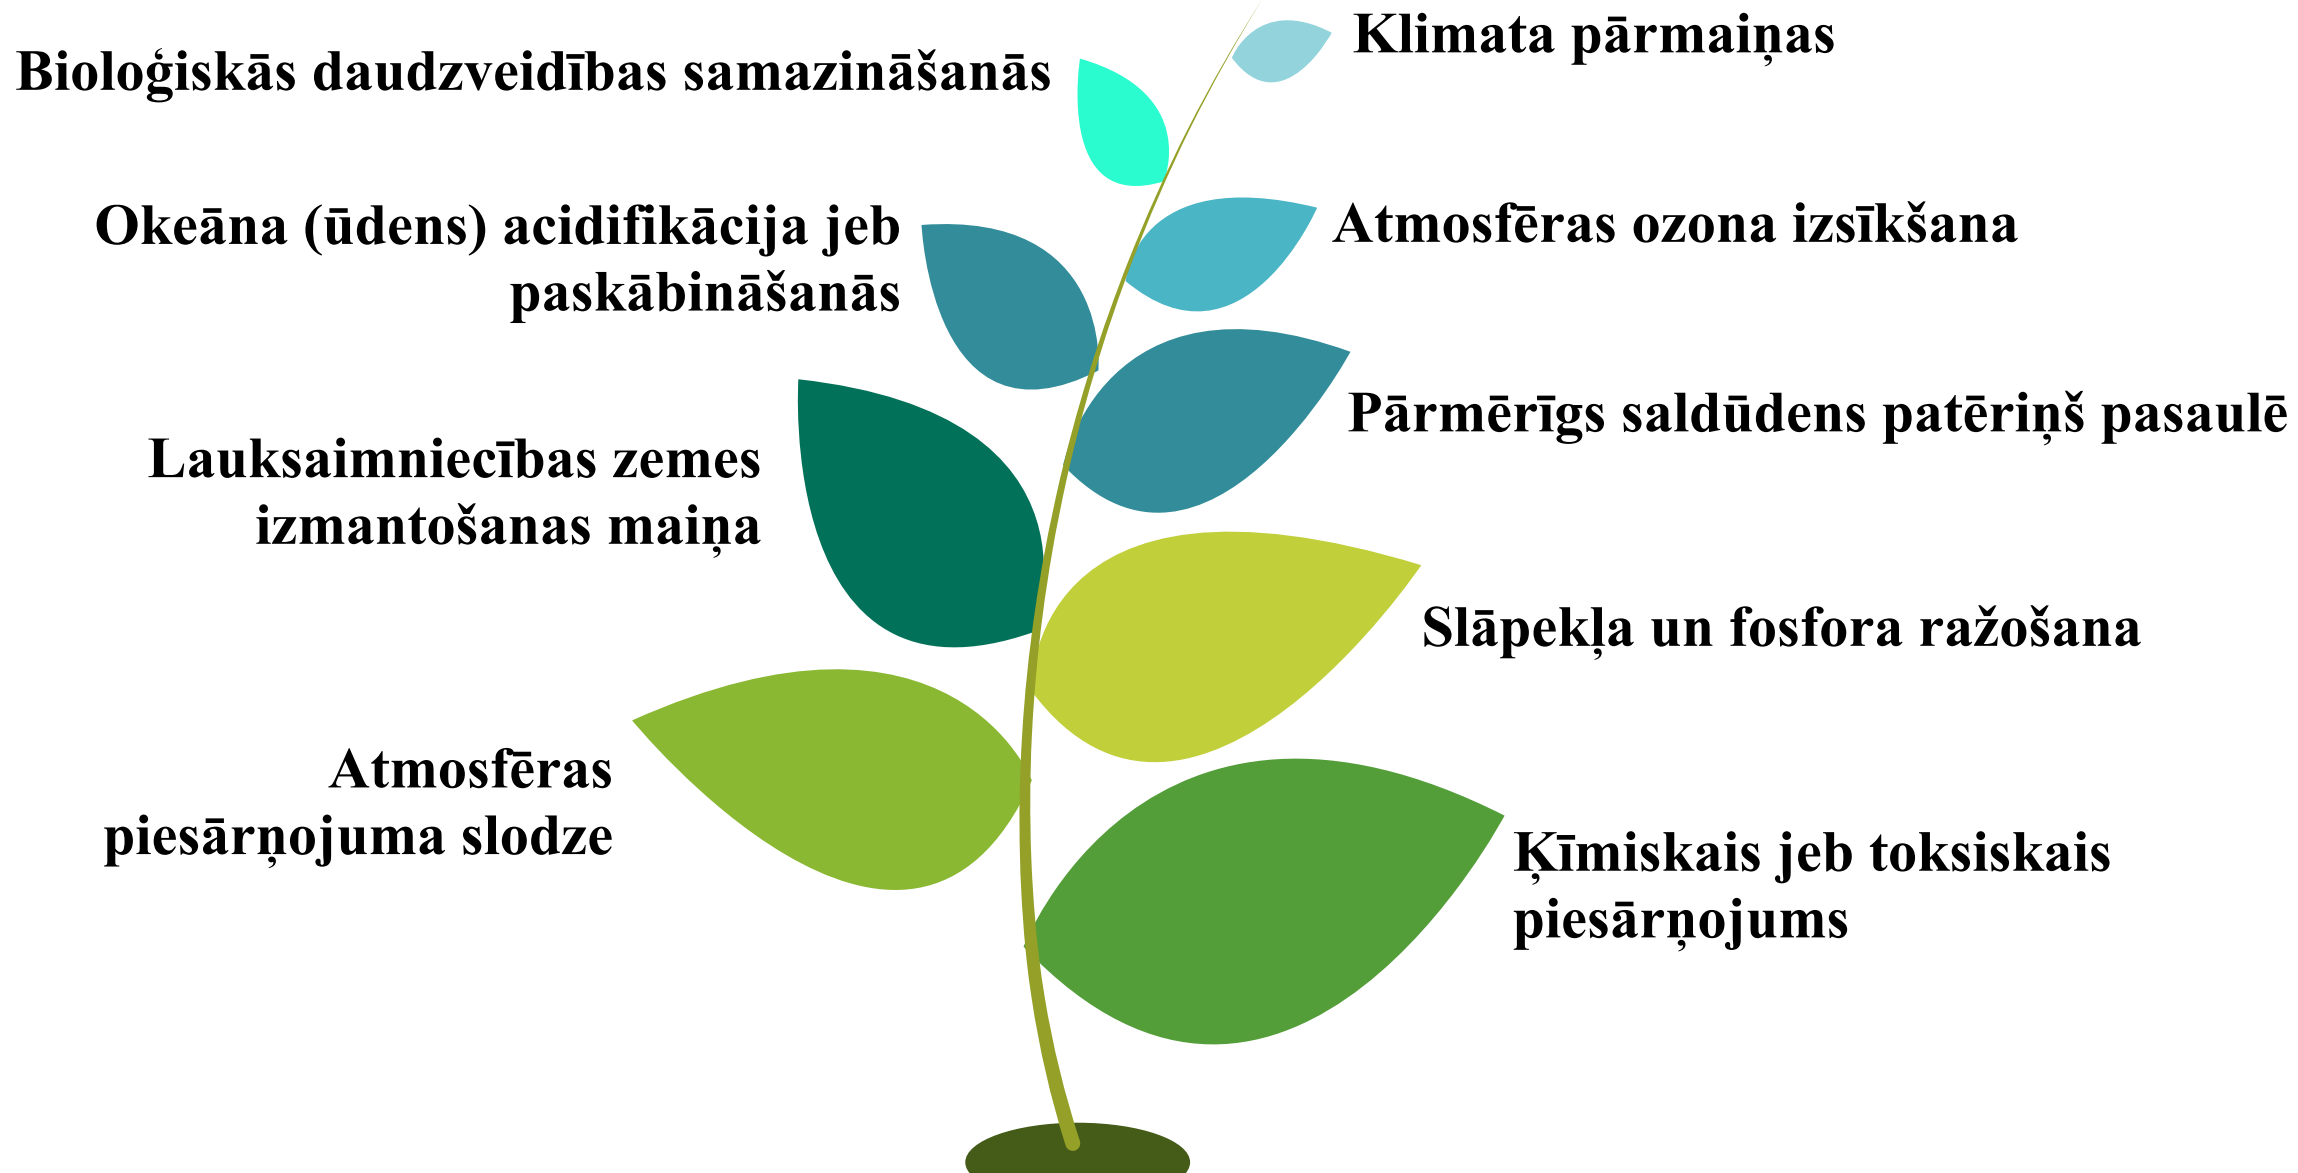 Klimata pārmaiņas
Bioloģiskās daudzveidības samazināšanās
Atmosfēras ozona izsīkšana
Okeāna (ūdens) acidifikācija jeb
paskābināšanās
Pārmērīgs saldūdens patēriņš pasaulē
Lauksaimniecības zemes
izmantošanas maiņa
Slāpekļa un fosfora ražošana
Atmosfēras
piesārņojuma slodze
Ķīmiskais jeb toksiskais
piesārņojums